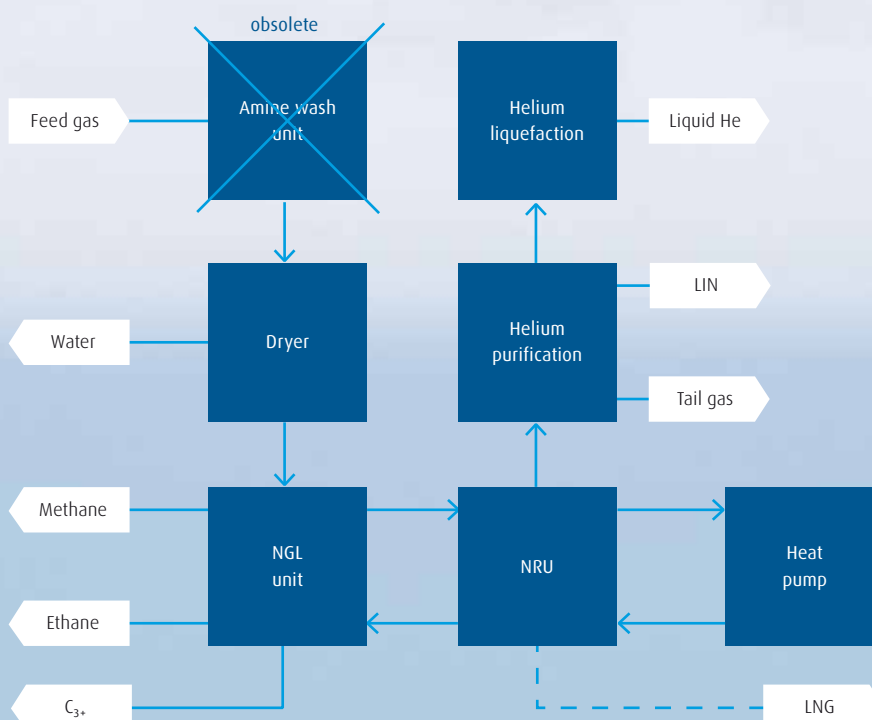 obsolete
Feed gas
Amine wash
unit
Helium
liquefaction
Liquid He
Water
Dryer
Helium
purification
LIN
Tail gas
Methane
Ethane
C₃₊
NGL
unit
NRU
Heat
pump
LNG